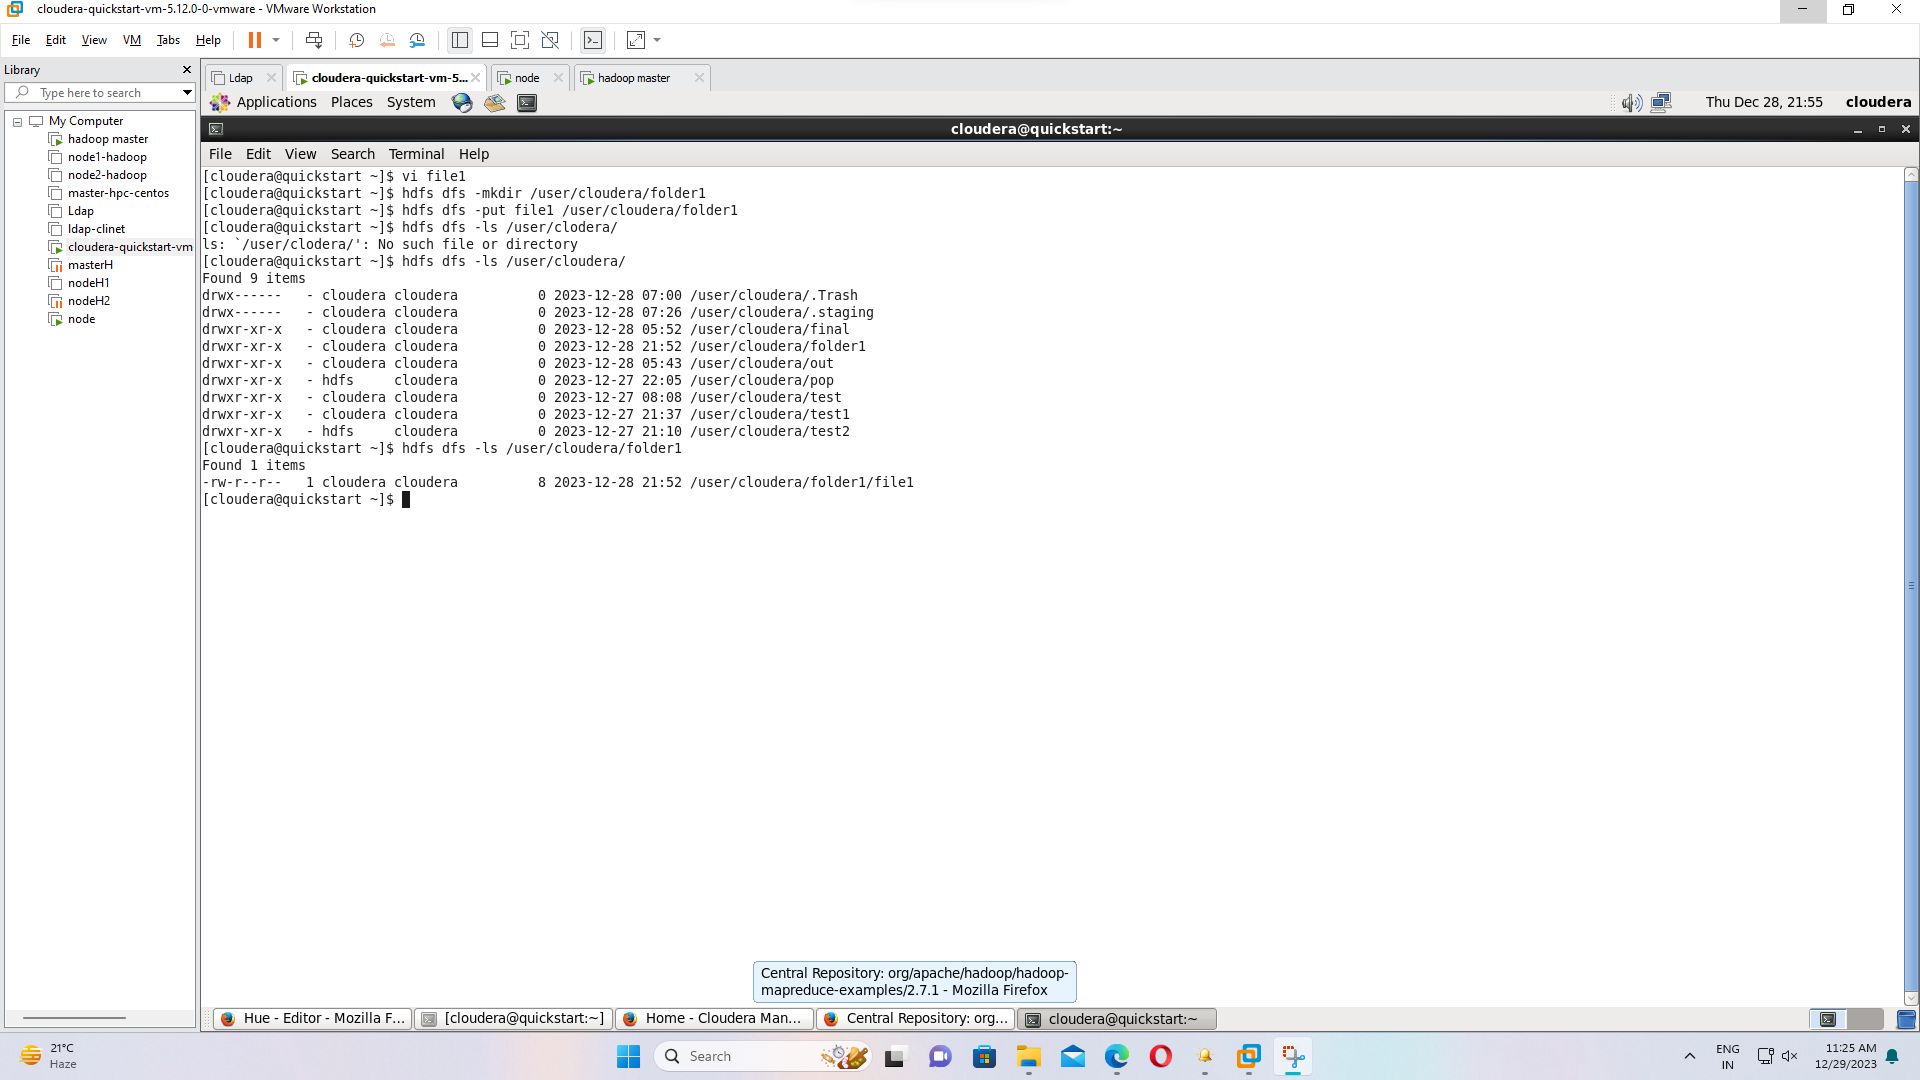 cloudera-quickstart-vm-5.12.0-0-vmware - VMware Workstation
File Edit View VM Tabs Help
Library
Type here to search
My Computer
hadoop master
node1-hadoop
node2-hadoop
master-hpc-centos
Ldap
ldap-clinet
cloudera-quickstart-vm
masterH
nodeH1
nodeH2
node
Ldap cloudera-quickstart-vm-5... node hadoop master
Applications Places System Thu Dec 28, 21:55 cloudera
cloudera@quickstart:~
File Edit View Search Terminal Help
[cloudera@quickstart ~]$ vi file1
[cloudera@quickstart ~]$ hdfs dfs -mkdir /user/cloudera/folder1
[cloudera@quickstart ~]$ hdfs dfs -put file1 /user/cloudera/folder1
[cloudera@quickstart ~]$ hdfs dfs -ls /user/clodera/
ls: `/user/clodera/': No such file or directory
[cloudera@quickstart ~]$ hdfs dfs -ls /user/cloudera/
Found 9 items
drwx------   - cloudera cloudera          0 2023-12-28 07:00 /user/cloudera/.Trash
drwx------   - cloudera cloudera          0 2023-12-28 07:26 /user/cloudera/.staging
drwxr-xr-x   - cloudera cloudera          0 2023-12-28 05:52 /user/cloudera/final
drwxr-xr-x   - cloudera cloudera          0 2023-12-28 21:52 /user/cloudera/folder1
drwxr-xr-x   - cloudera cloudera          0 2023-12-28 05:43 /user/cloudera/out
drwxr-xr-x   - hdfs     cloudera          0 2023-12-27 22:05 /user/cloudera/pop
drwxr-xr-x   - cloudera cloudera          0 2023-12-27 08:08 /user/cloudera/test
drwxr-xr-x   - cloudera cloudera          0 2023-12-27 21:37 /user/cloudera/test1
drwxr-xr-x   - hdfs     cloudera          0 2023-12-27 21:10 /user/cloudera/test2
[cloudera@quickstart ~]$ hdfs dfs -ls /user/cloudera/folder1
Found 1 items
-rw-r--r--   1 cloudera cloudera          8 2023-12-28 21:52 /user/cloudera/folder1/file1
[cloudera@quickstart ~]$
Central Repository: org/apache/hadoop/hadoop-
mapreduce-examples/2.7.1 - Mozilla Firefox
Hue - Editor - Mozilla F... [cloudera@quickstart:~] Home - Cloudera Man... Central Repository: org... cloudera@quickstart:~
21°C
Haze
Search
ENG
IN
11:25 AM
12/29/2023